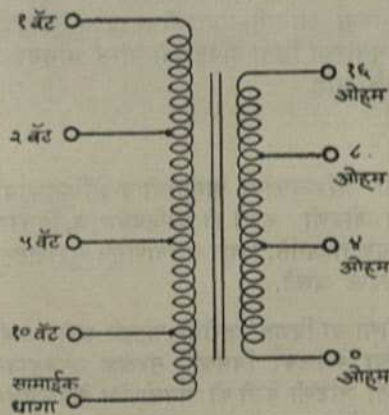 १ वॅट
२ वॅट
५ वॅट
१० वॅट
सामाईक
धागा
१६
ओहम
८
ओहम
४
ओहम
०
ओहम